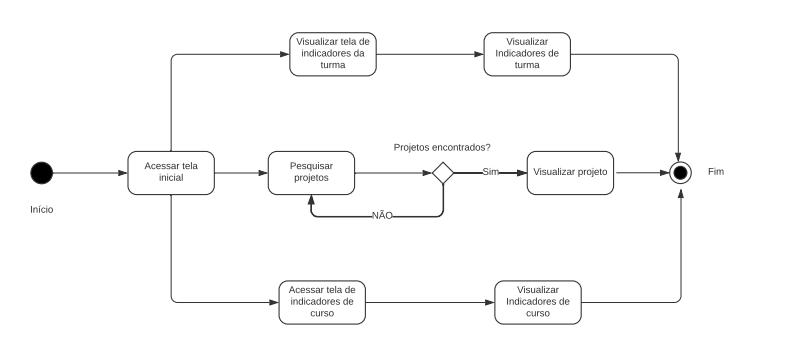 Visualizar tela de
indicadores da
turma
Visualizar
Indicadores de
turma
Projetos encontrados?
Acessar tela
inicial
Pesquisar
projetos
Sim
Visualizar projeto
Fim
Início
NÃO
Acessar tela de
indicadores de
curso
Visualizar
Indicadores de
curso